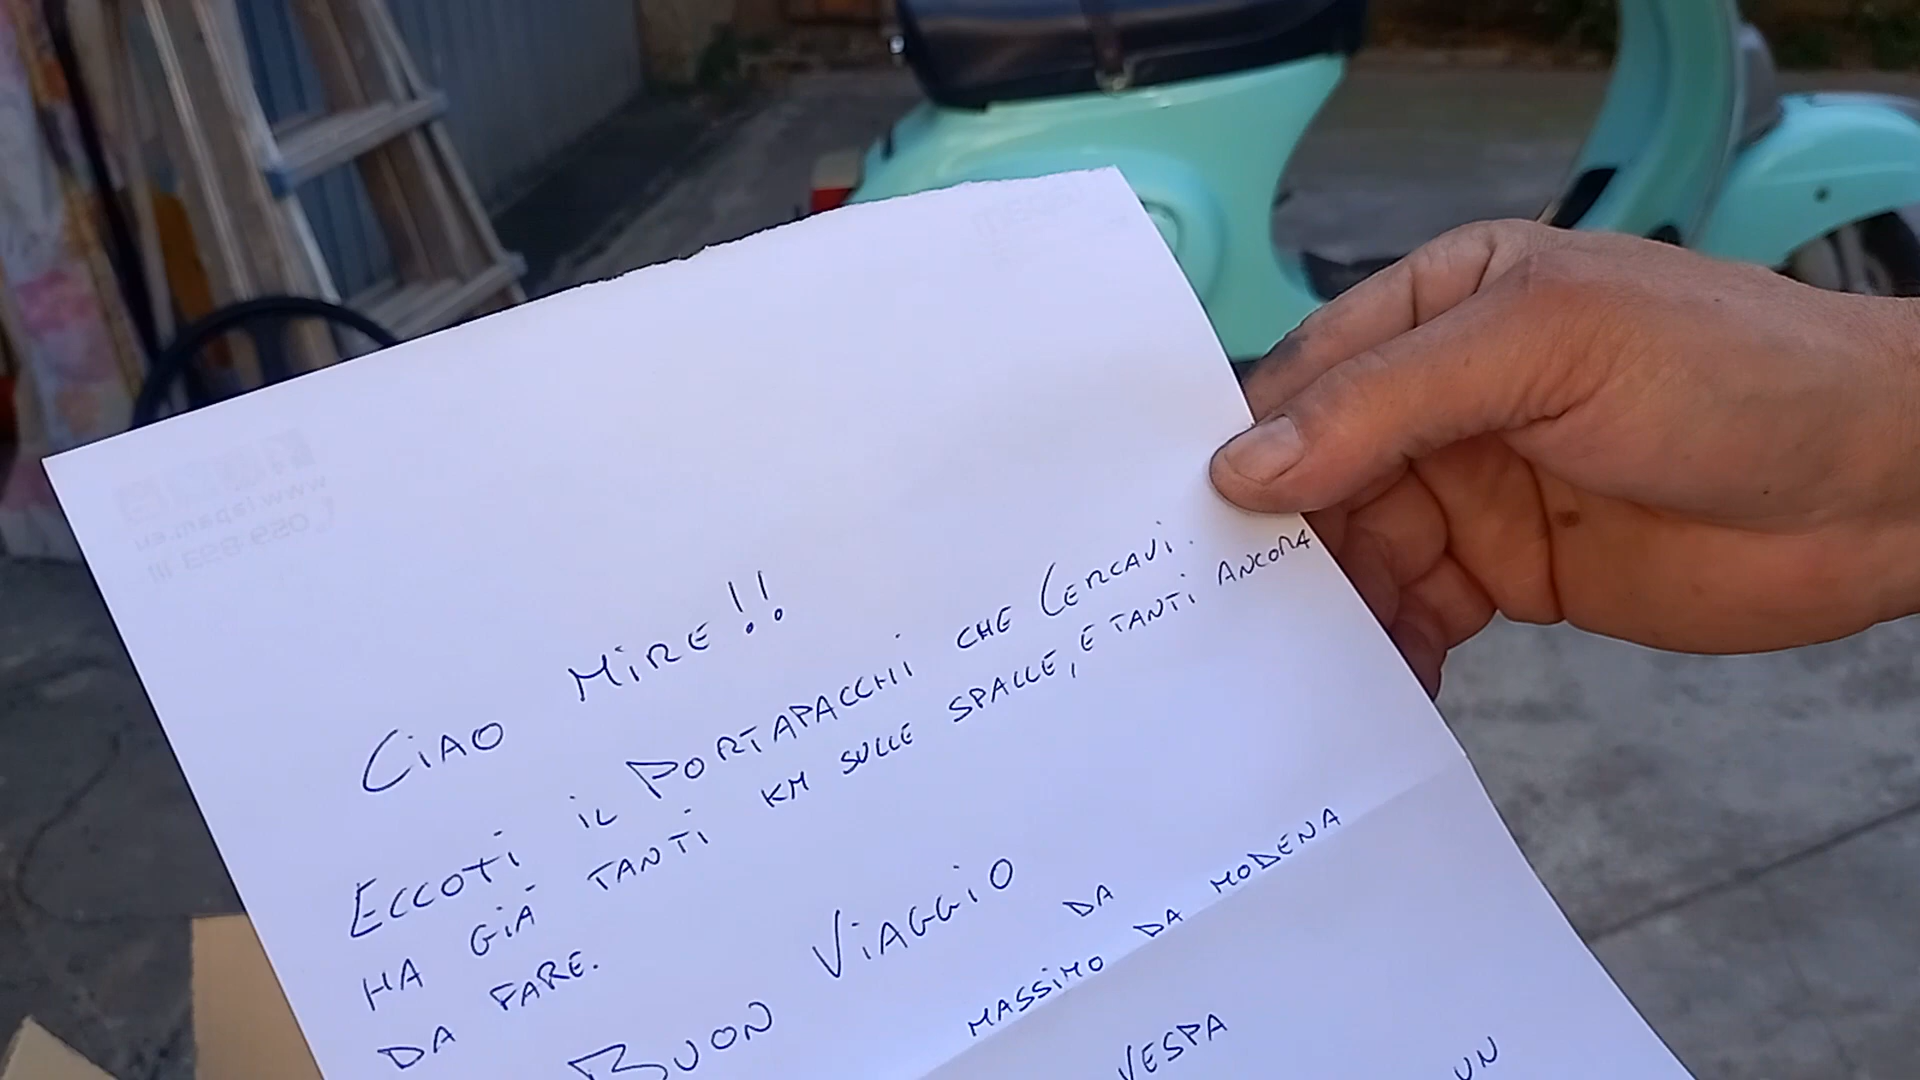 CIAO MIRE!!
ECCOTI IL PORTAPACCHI CHE CERCAVI.
HA GIÀ TANTI KM SULLE SPALLE, E TANTI ANCORA
DA FARE.
BUON VIAGGIO DA
MASSIMO DA MODENA
VESPA UN